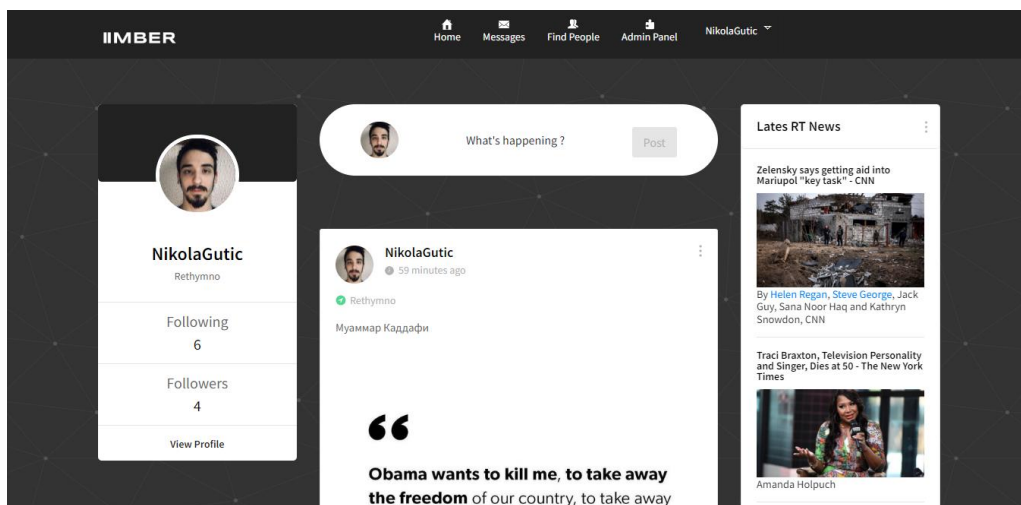 IIMBER
Home
Messages
Find People
Admin Panel
NikolaGutic
NikolaGutic
Rethymno
Following
6
Followers
4
View Profile
What's happening ?
Post
NikolaGutic
59 minutes ago
Rethymno
Муаммар Каддафи
Obama wants to kill me, to take away
the freedom of our country, to take away
Lates RT News
Zelensky says getting aid into
Mariupol "key task" - CNN
By Helen Regan, Steve George, Jack
Guy, Sana Noor Haq and Kathryn
Snowdon, CNN
Traci Braxton, Television Personality
and Singer, Dies at 50 - The New York
Times
Amanda Holpuch